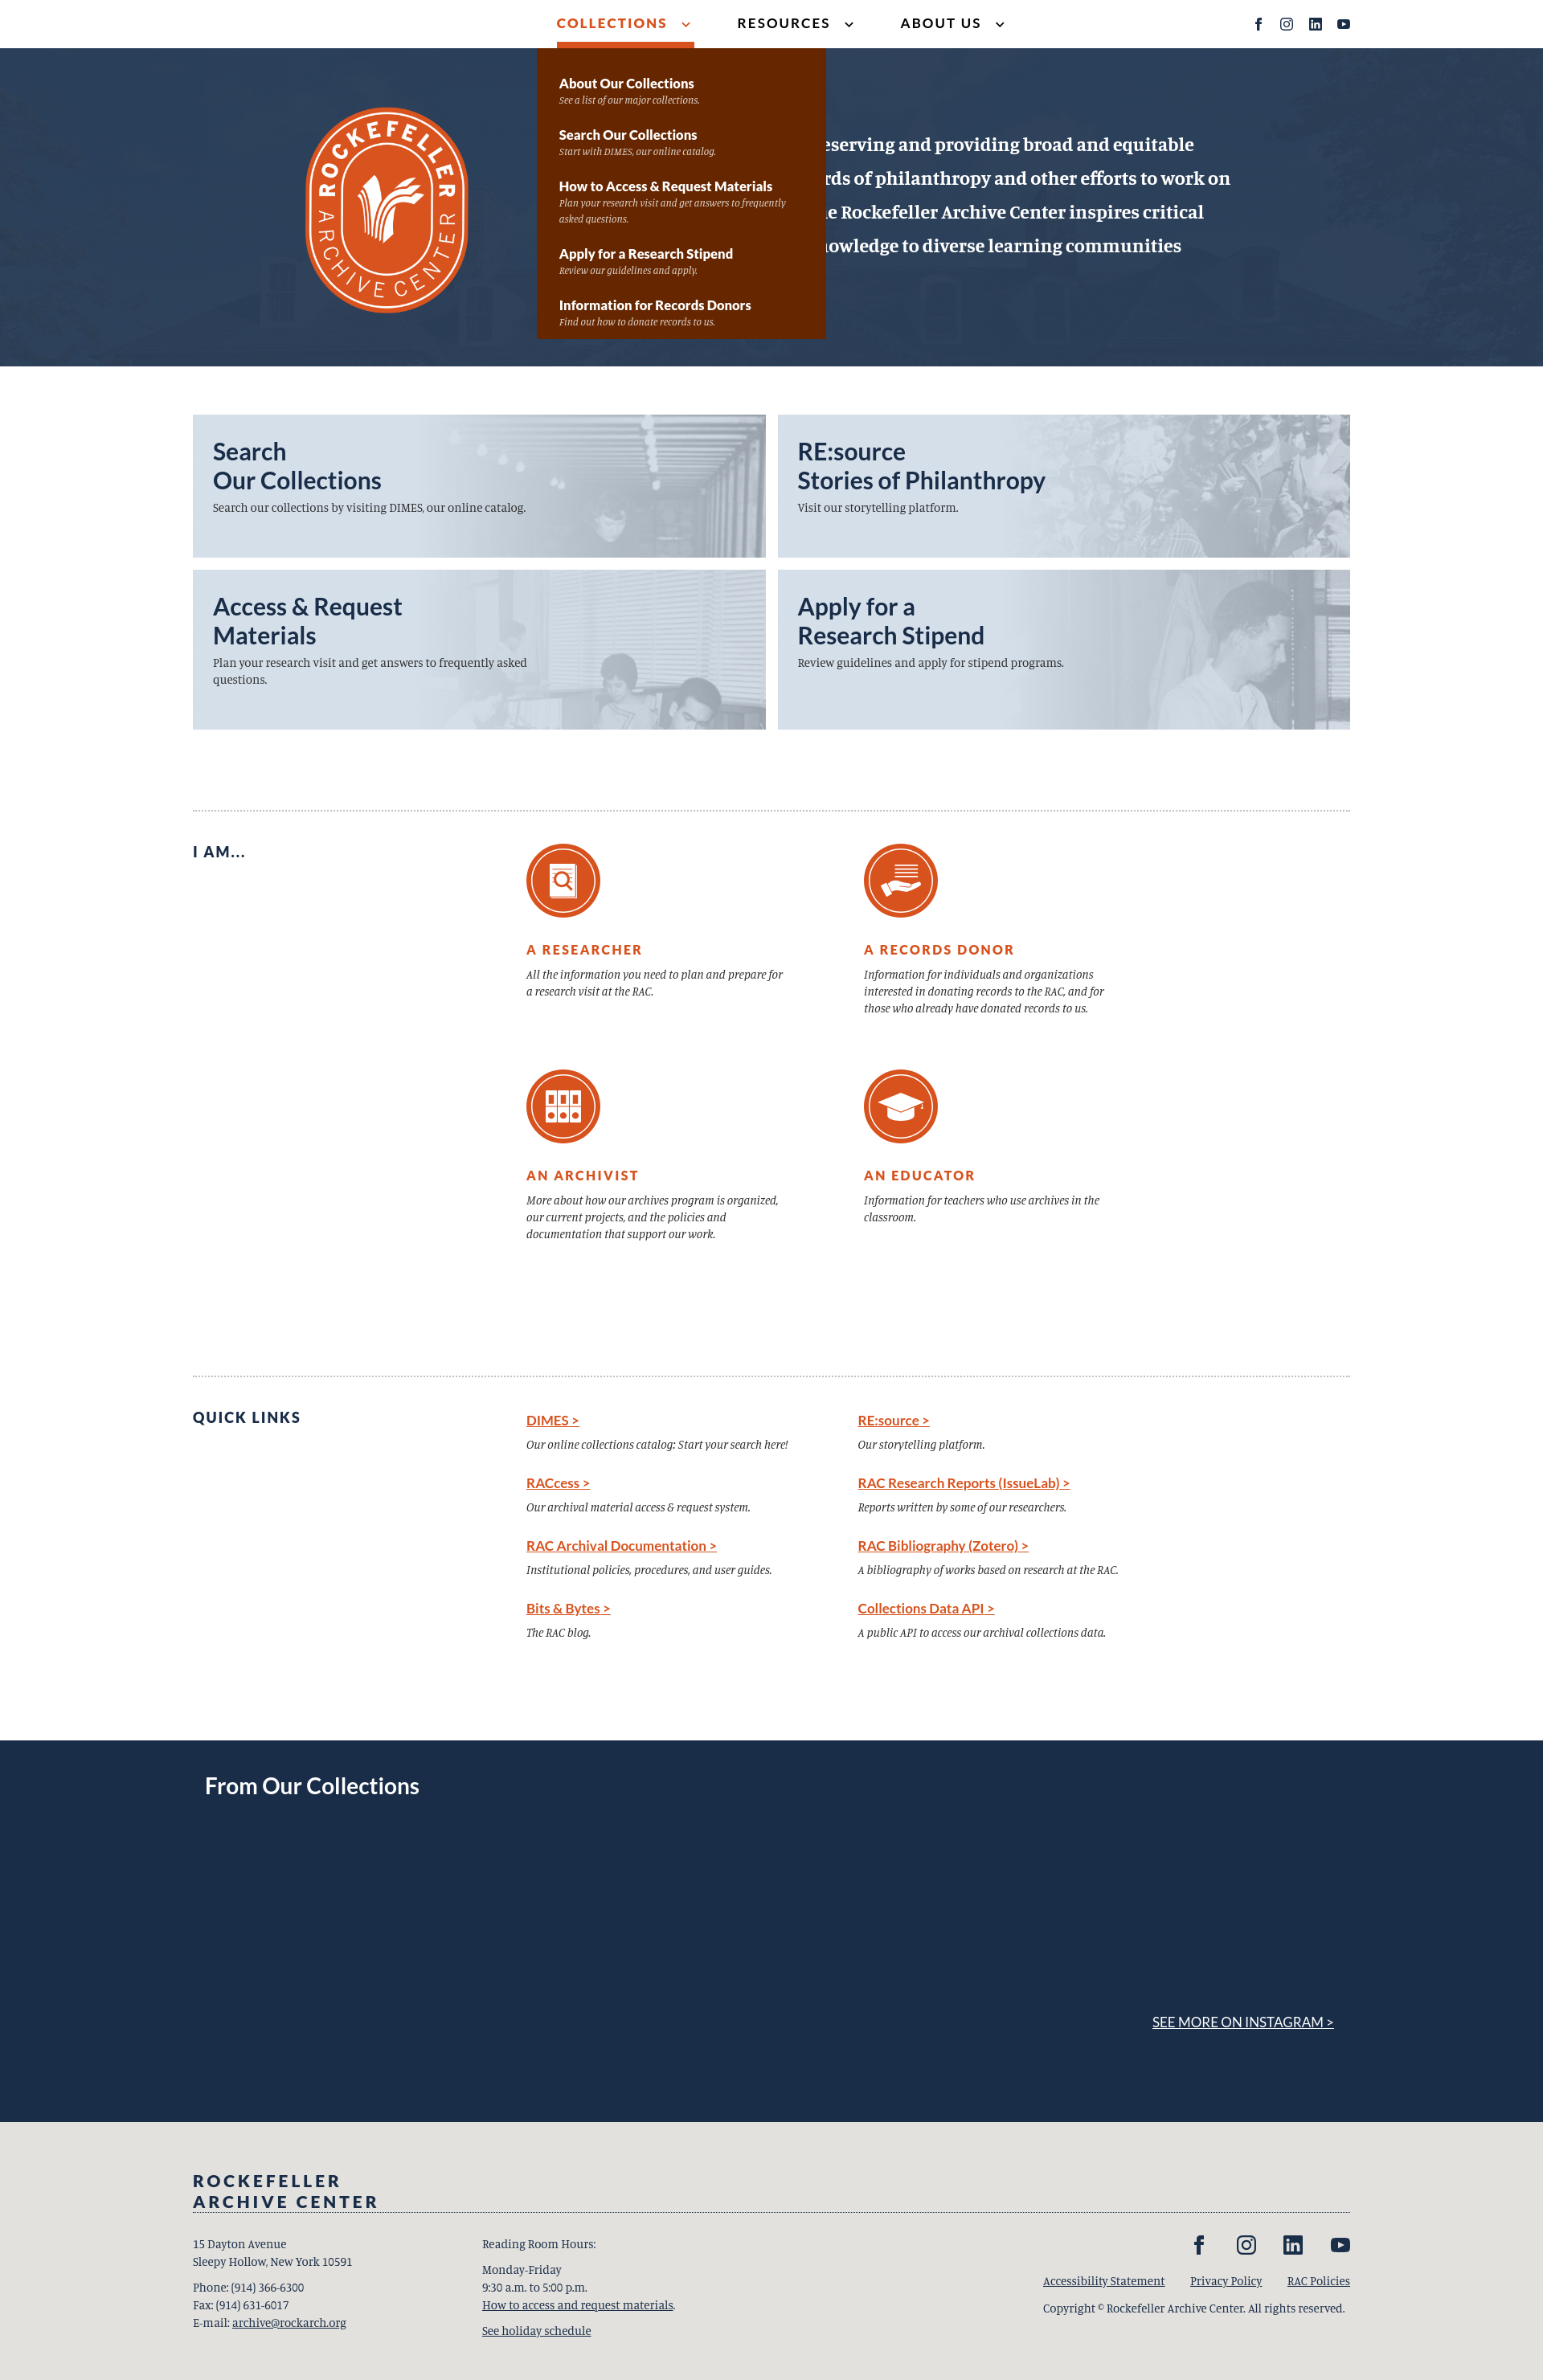 COLLECTIONS
RESOURCES
ABOUT US
About Our Collections
See a list of our major collections.
Search Our Collections
Start with DIMES, our online catalog.
How to Access & Request Materials
Plan your research visit and get answers to frequently
asked questions.
Apply for a Research Stipend
Review our guidelines and apply.
Information for Records Donors
Find out how to donate records to us.
ROCKEFELLER
ARCHIVE CENTER
and providing broad and equitable
of philanthropy and other efforts to work on
Rockefeller Archive Center inspires critical
to diverse learning communities
Search
Our Collections
Search our collections by visiting DIMES, our online catalog.
RE:source
Stories of Philanthropy
Visit our storytelling platform.
Access & Request
Materials
Plan your research visit and get answers to frequently asked
questions.
Apply for a
Research Stipend
Review guidelines and apply for stipend programs.
I AM...
A RESEARCHER
All the information you need to plan and prepare for
a research visit at the RAC.
A RECORDS DONOR
Information for individuals and organizations
interested in donating records to the RAC, and for
those who already have donated records to us.
AN ARCHIVIST
More about how our archives program is organized,
our current projects, and the policies and
documentation that support our work.
AN EDUCATOR
Information for teachers who use archives in the
classroom.
QUICK LINKS
DIMES >
Our online collections catalog: Start your search here!
RACcess >
Our archival material access & request system.
RAC Archival Documentation >
Institutional policies, procedures, and user guides.
Bits & Bytes >
The RAC blog.
RE:source >
Our storytelling platform.
RAC Research Reports (IssueLab) >
Reports written by some of our researchers.
RAC Bibliography (Zotero) >
A bibliography of works based on research at the RAC.
Collections Data API >
A public API to access our archival collections data.
From Our Collections
SEE MORE ON INSTAGRAM >
ROCKEFELLER
ARCHIVE CENTER
15 Dayton Avenue
Sleepy Hollow, New York 10591
Phone: (914) 366-6300
Fax: (914) 631-6017
E-mail: archive@rockarch.org
Reading Room Hours:
Monday-Friday
9:30 a.m. to 5:00 p.m.
How to access and request materials.
See holiday schedule
Accessibility Statement
Privacy Policy
RAC Policies
Copyright © Rockefeller Archive Center. All rights reserved.